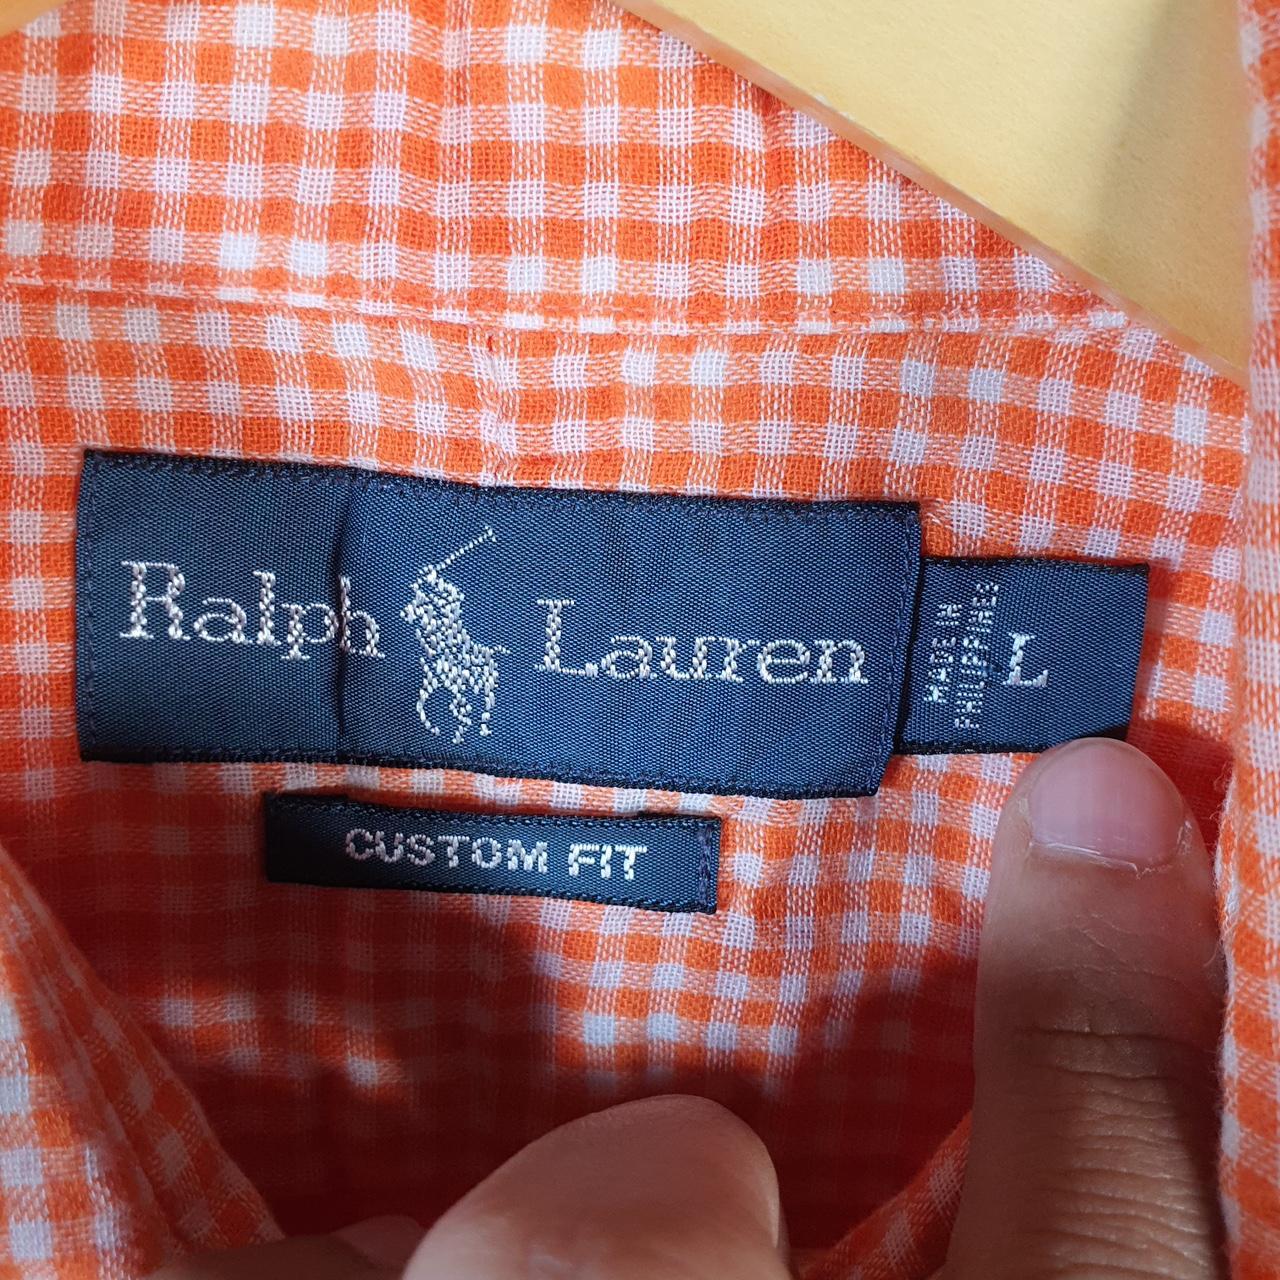 Ralph Lauren
MADE IN
PHILIPPINES
L
CUSTOM FIT